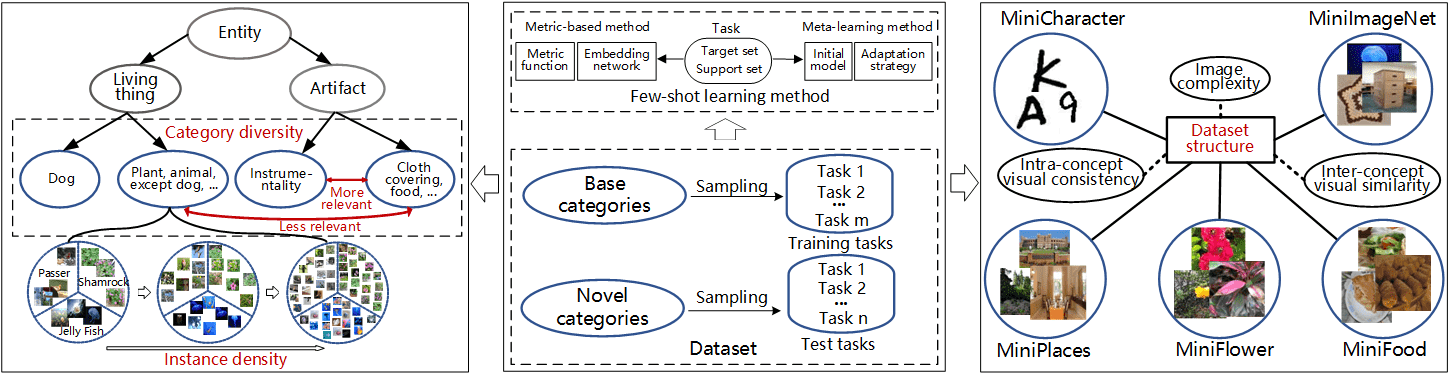 Entity
Living
thing
Artifact
Category diversity
Dog
Plant, animal,
except dog, ...
Instrume-
ntality
Cloth
covering,
food, ...
More
relevant
Less relevant
Passer
Shamrock
Jelly Fish
Instance density
Metric-based method
Task
Meta-learning method
Metric
function
Embedding
network
Target set
Support set
Initial
model
Adaptation
strategy
Few-shot learning method
Base
categories
Sampling
Task 1
Task 2
...
Task m
Training tasks
Novel
categories
Sampling
Task 1
Task 2
...
Task n
Test tasks
Dataset
MiniCharacter
MiniImageNet
K
A 9
Image
complexity
Dataset
structure
Intra-concept
visual consistency
Inter-concept
visual similarity
MiniPlaces
MiniFlower
MiniFood